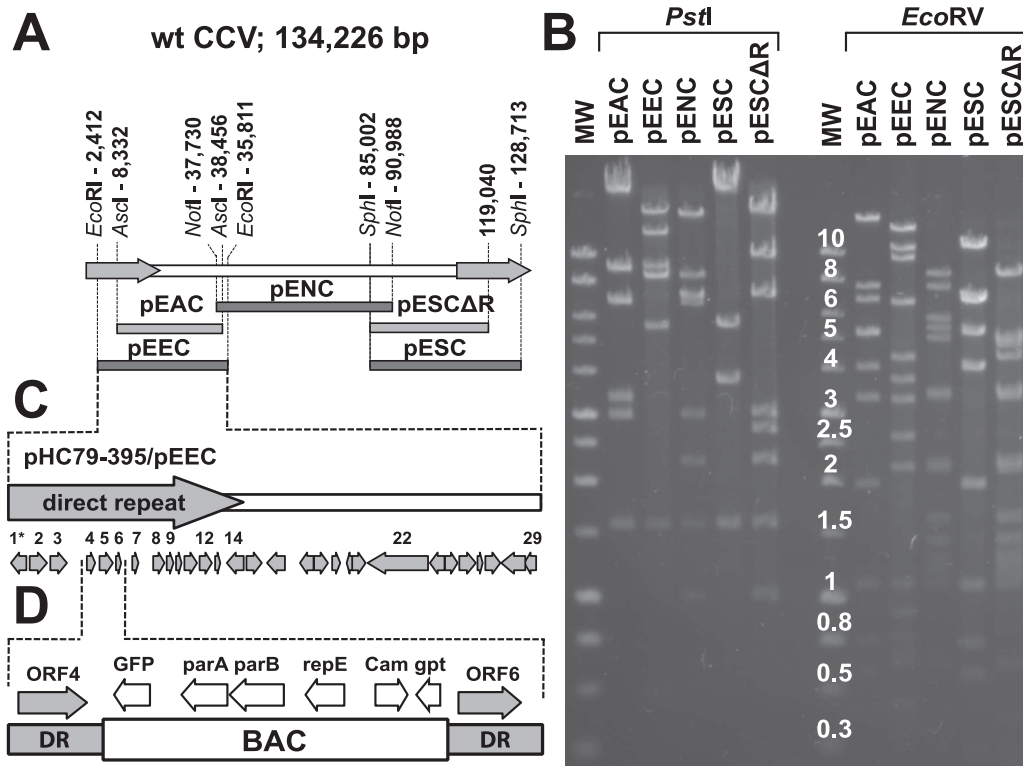 A
wt CCV; 134,226 bp
EcoRI - 2,412
AscI - 8,332
NotI - 37,730
AscI - 38,456
EcoRI - 35,811
SphI - 85,002
NotI - 90,988
119,040
SphI - 128,713
pENC
pEAC
pESCΔR
pEEC
pESC
B
PstI
EcoRV
MW
pEAC
pEEC
pENC
pESC
pESCΔR
MW
pEAC
pEEC
pENC
pESC
pESCΔR
10
8
6
5
4
3
2.5
2
1.5
1
0.8
0.5
0.3
C
pHC79-395/pEEC
direct repeat
1* 2 3 4 5 6 7 8 9 12 14 22 29
D
ORF4 GFP parA parB repE Cam gpt ORF6
DR BAC DR